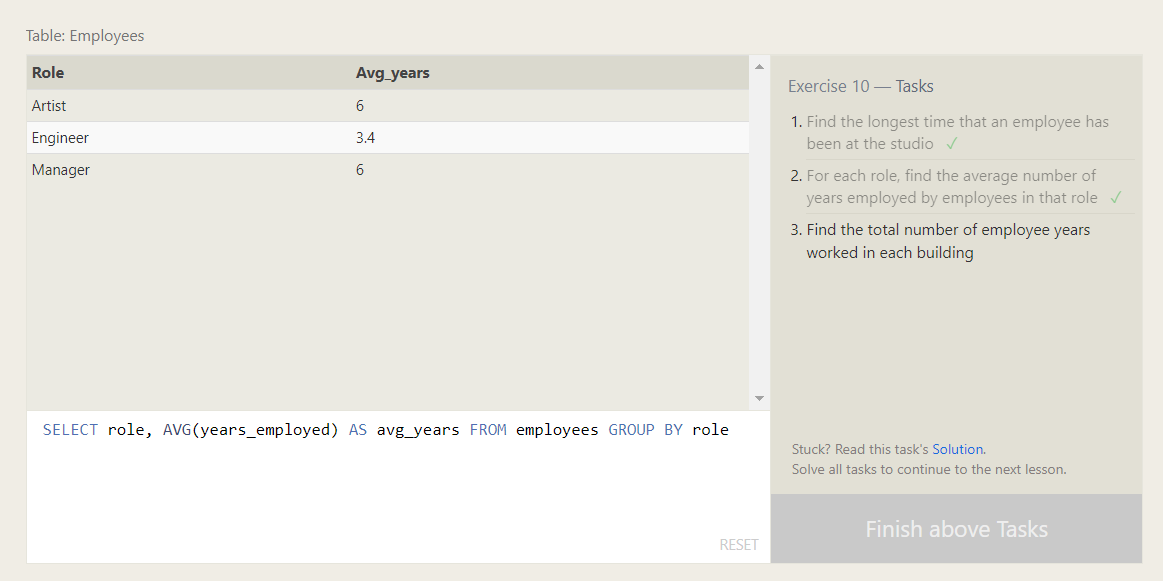 Table: Employees
Role Avg_years
Artist 6
Engineer 3.4
Manager 6
SELECT role, AVG(years_employed) AS avg_years FROM employees GROUP BY role
RESET
Exercise 10 — Tasks
1. Find the longest time that an employee has
been at the studio ✓
2. For each role, find the average number of
years employed by employees in that role ✓
3. Find the total number of employee years
worked in each building
Stuck? Read this task's Solution.
Solve all tasks to continue to the next lesson.
Finish above Tasks